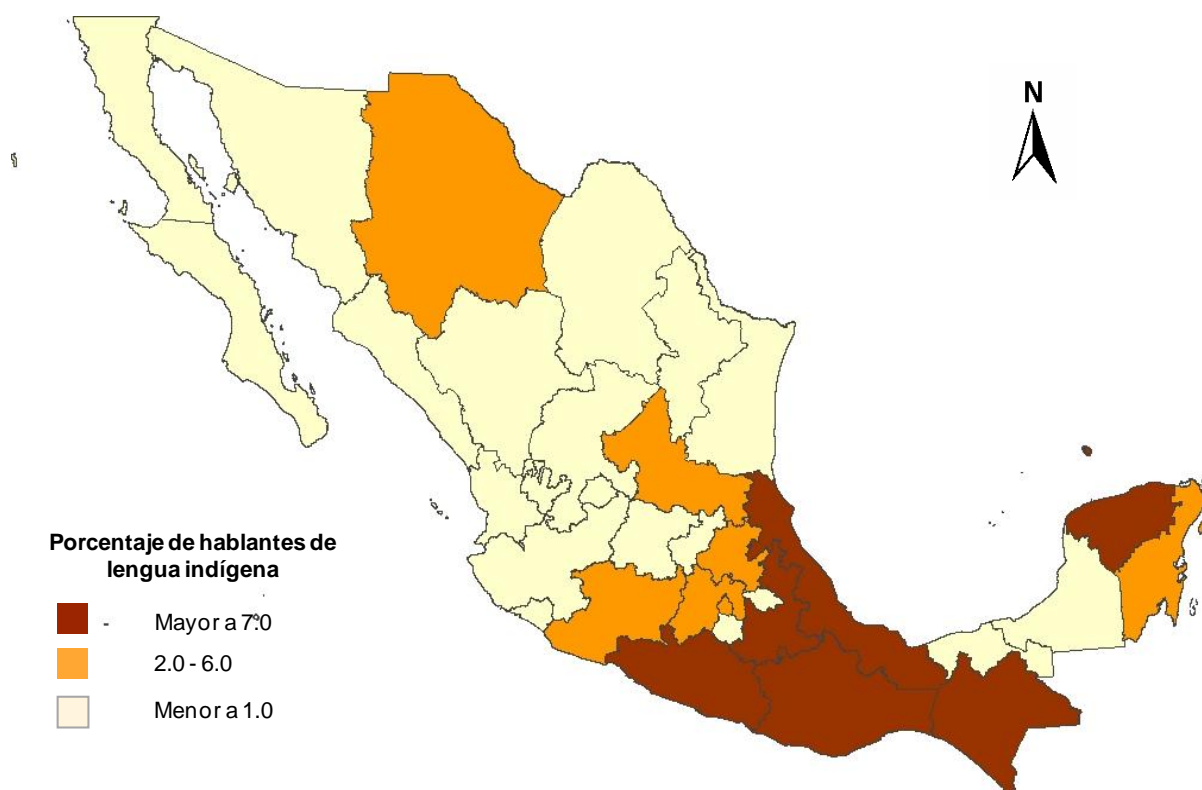 N
Porcentaje de hablantes de
lengua indígena
- Mayor a 7.0
2.0 - 6.0
Menor a 1.0